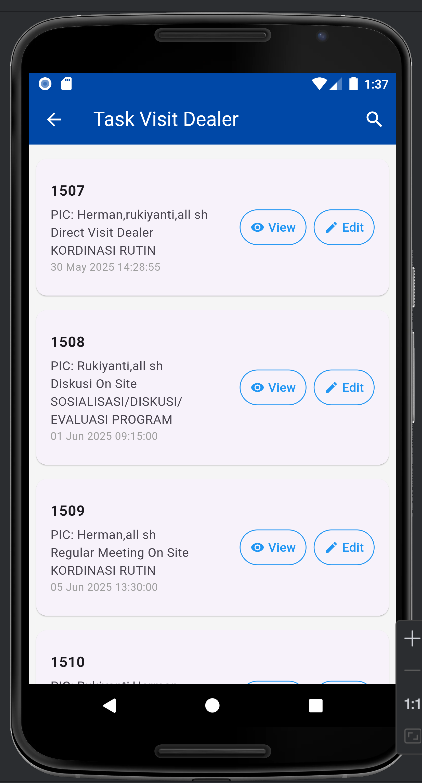 1:37
Task Visit Dealer
1507
PIC: Herman,rukiyanti,all sh
Direct Visit Dealer
KORDINASI RUTIN
30 May 2025 14:28:55
View
Edit
1508
PIC: Rukiyanti,all sh
Diskusi On Site
SOSIALISASI/DISKUSI/
EVALUASI PROGRAM
01 Jun 2025 09:15:00
View
Edit
1509
PIC: Herman,all sh
Regular Meeting On Site
KORDINASI RUTIN
05 Jun 2025 13:30:00
View
Edit
1510
1:1